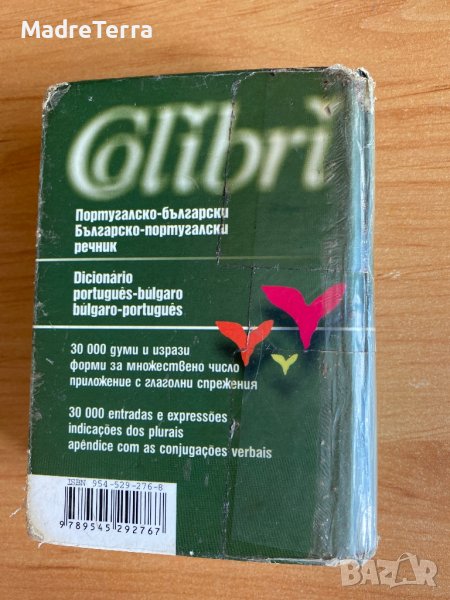 MadreTerra
Colibri
Португалско-български
Българско-португалски
речник
Dicionário
português-búlgaro
búlgaro-português
30 000 думи и изрази
форми за множествено число
приложение с глаголни спрежения
30 000 entradas e expressões
indicações dos plurais
apêndice com as conjugações verbais
ISBN 954-529-276-8
9 789545 292767
BAZAR